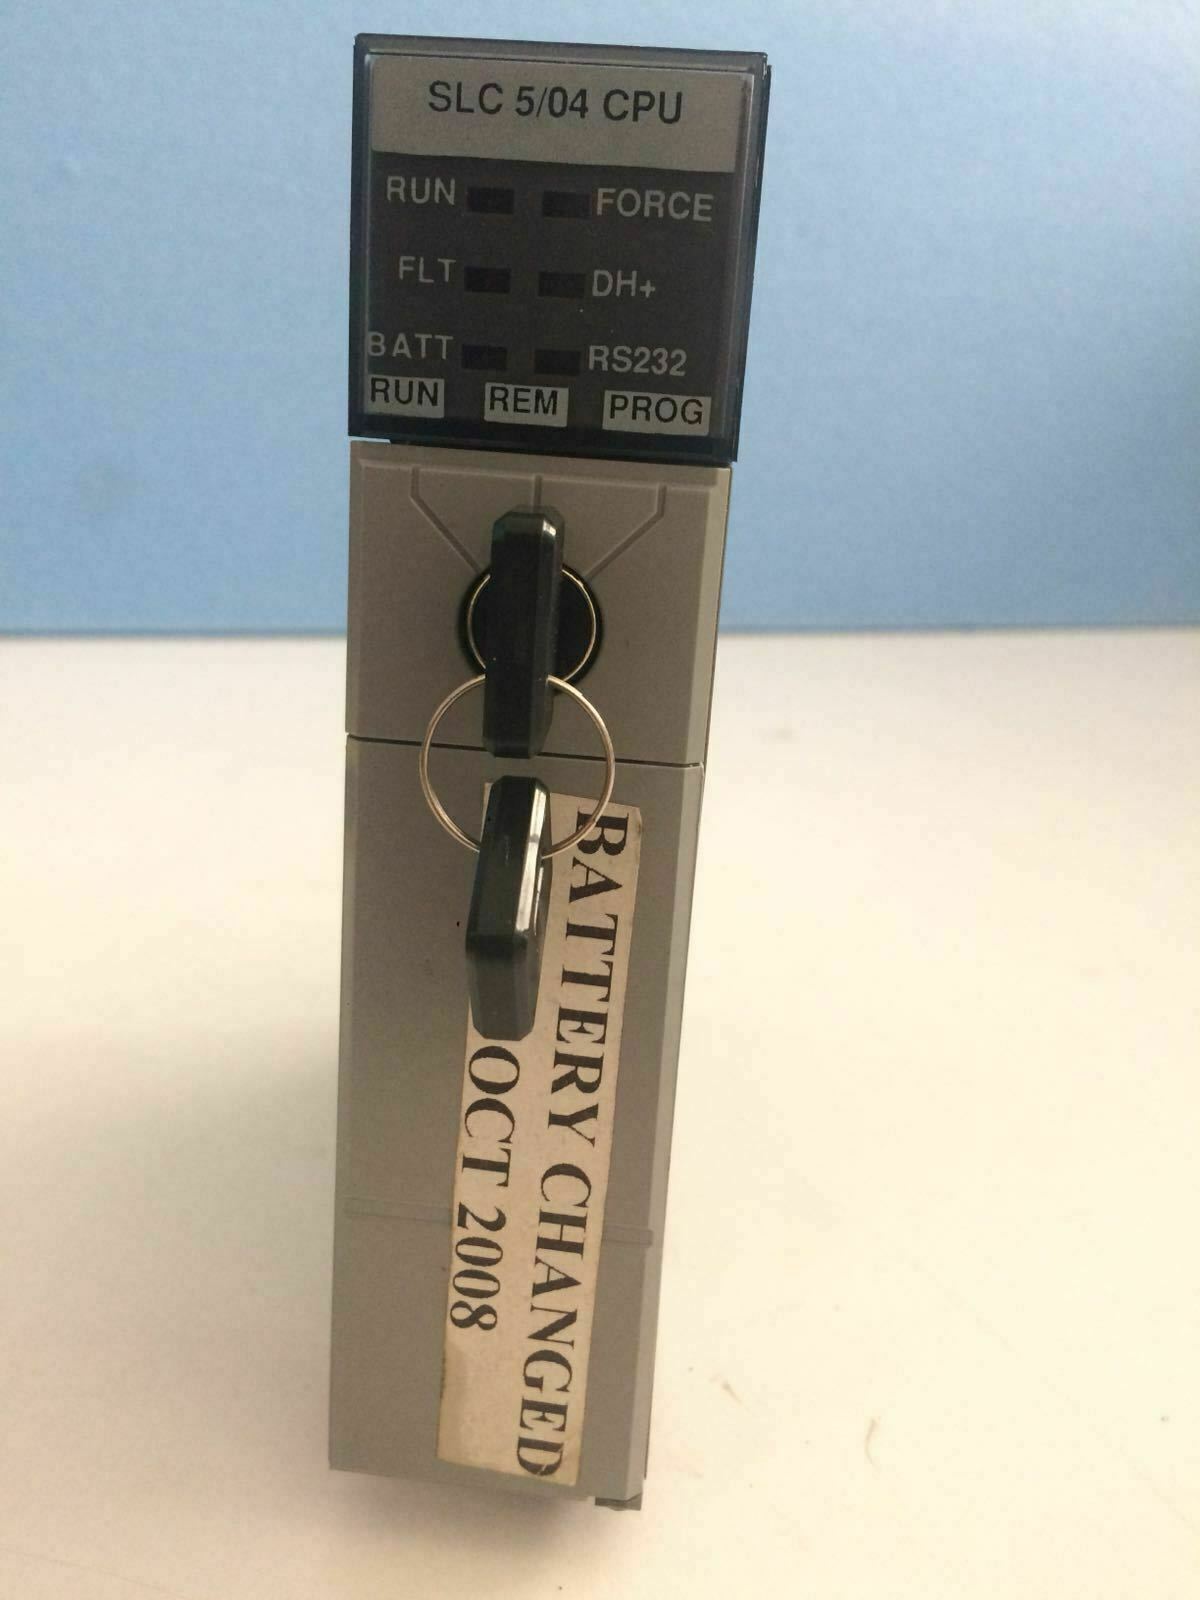 SLC 5/04 CPU
RUN FORCE
FLT DH+
BATT RS232
RUN REM PROG
BATTERY CHANGED
OCT 2008